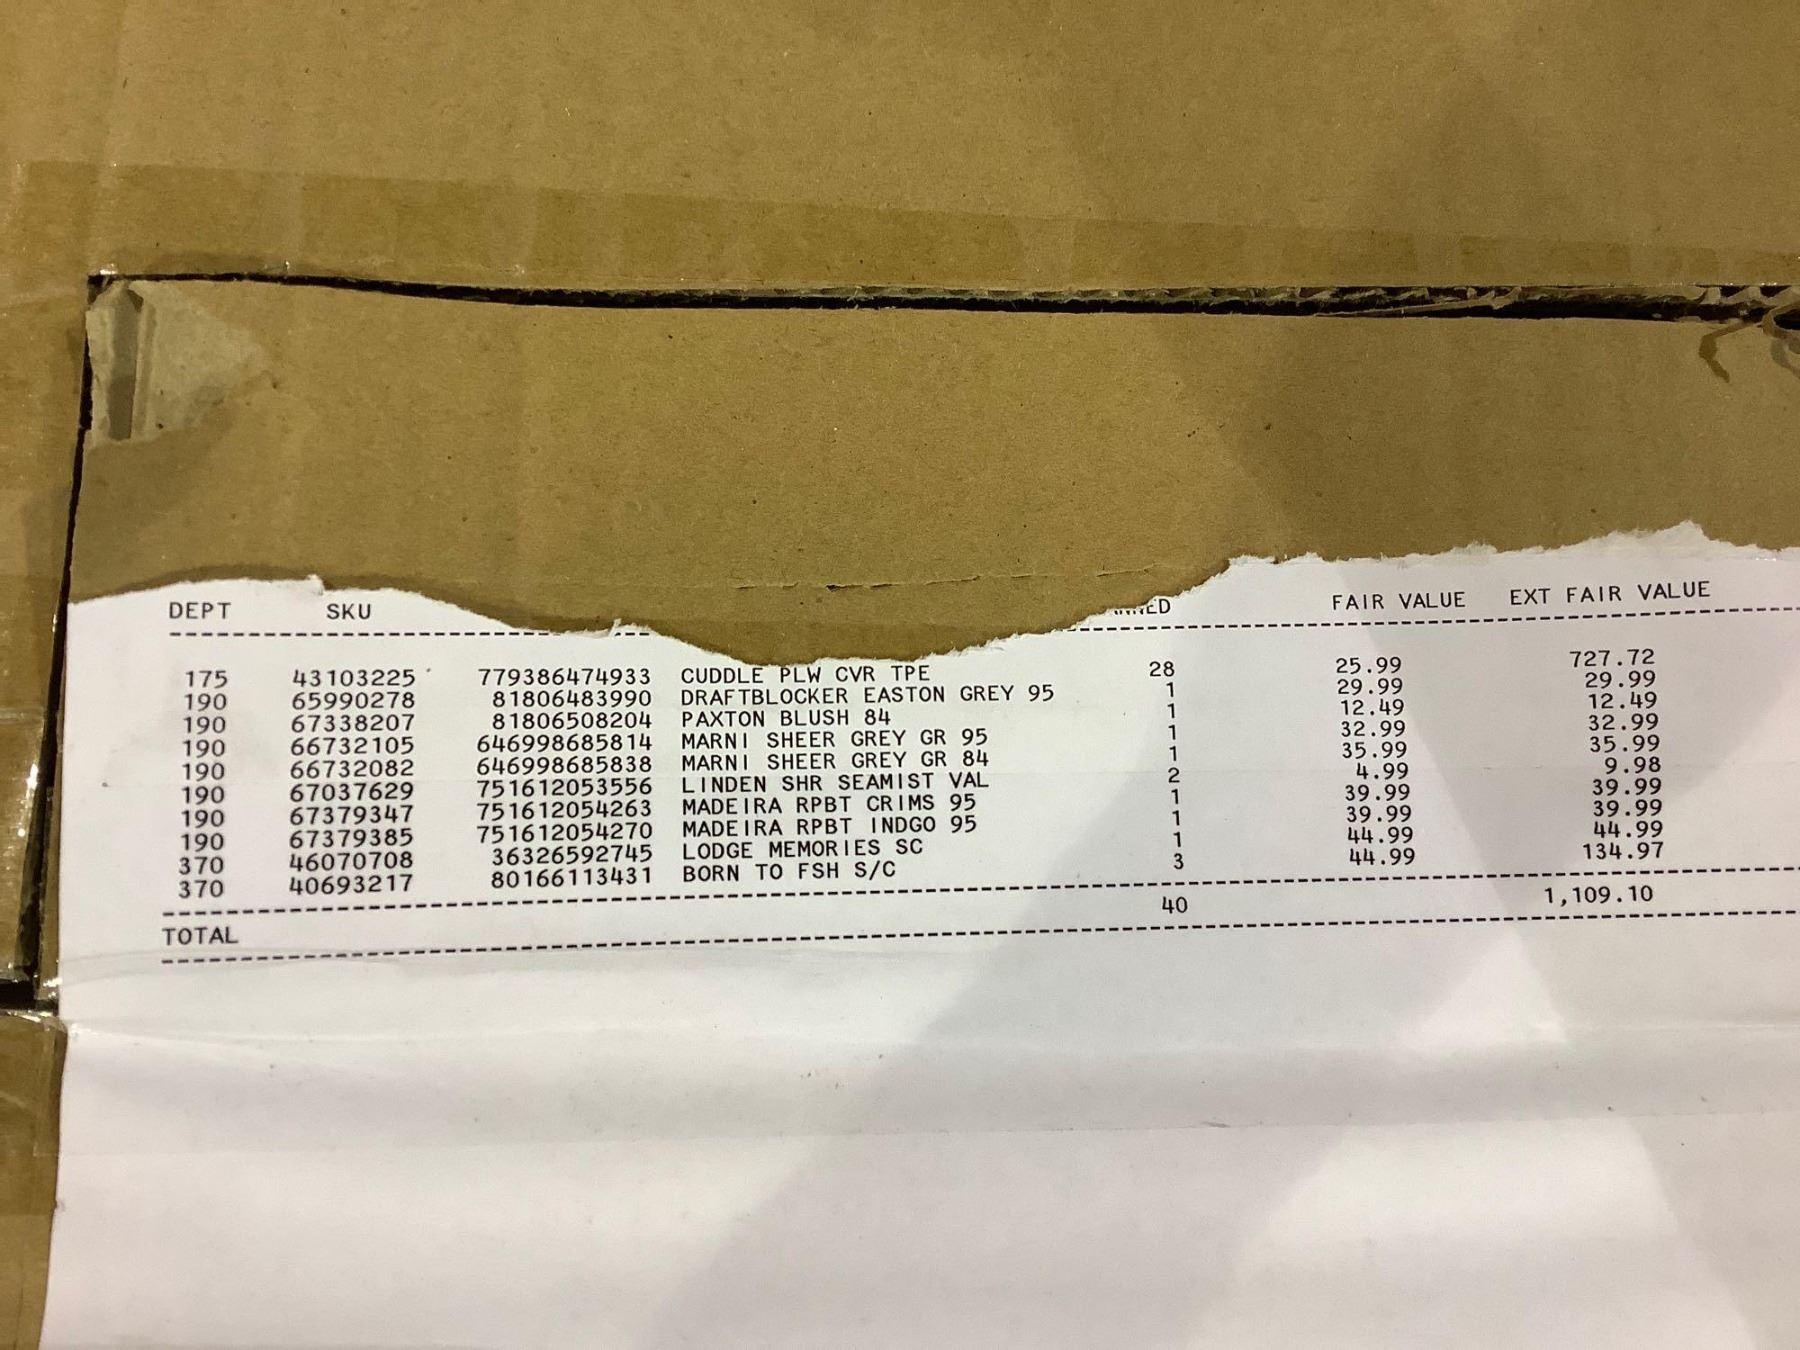 DEPT SKU FAIR VALUE EXT FAIR VALUE
175 43103225 779386474933 CUDDLE PLW CVR TPE 28 25.99 727.72
190 65990278 81806483990 DRAFTBLOCKER EASTON GREY 95 1 29.99 29.99
190 67338207 81806508204 PAXTON BLUSH 84 1 12.49 12.49
190 66732105 646998685814 MARNI SHEER GREY GR 95 1 32.99 32.99
190 66732082 646998685838 MARNI SHEER GREY GR 84 1 35.99 35.99
190 67037629 751612053556 LINDEN SHR SEAMIST VAL 2 4.99 9.98
190 67379347 751612054263 MADEIRA RPBT CRIMS 95 1 39.99 39.99
190 67379385 751612054270 MADEIRA RPBT INDGO 95 1 39.99 39.99
370 46070708 36326592745 LODGE MEMORIES SC 1 44.99 44.99
370 40693217 80166113431 BORN TO FSH S/C 3 44.99 134.97
TOTAL 40 1,109.10